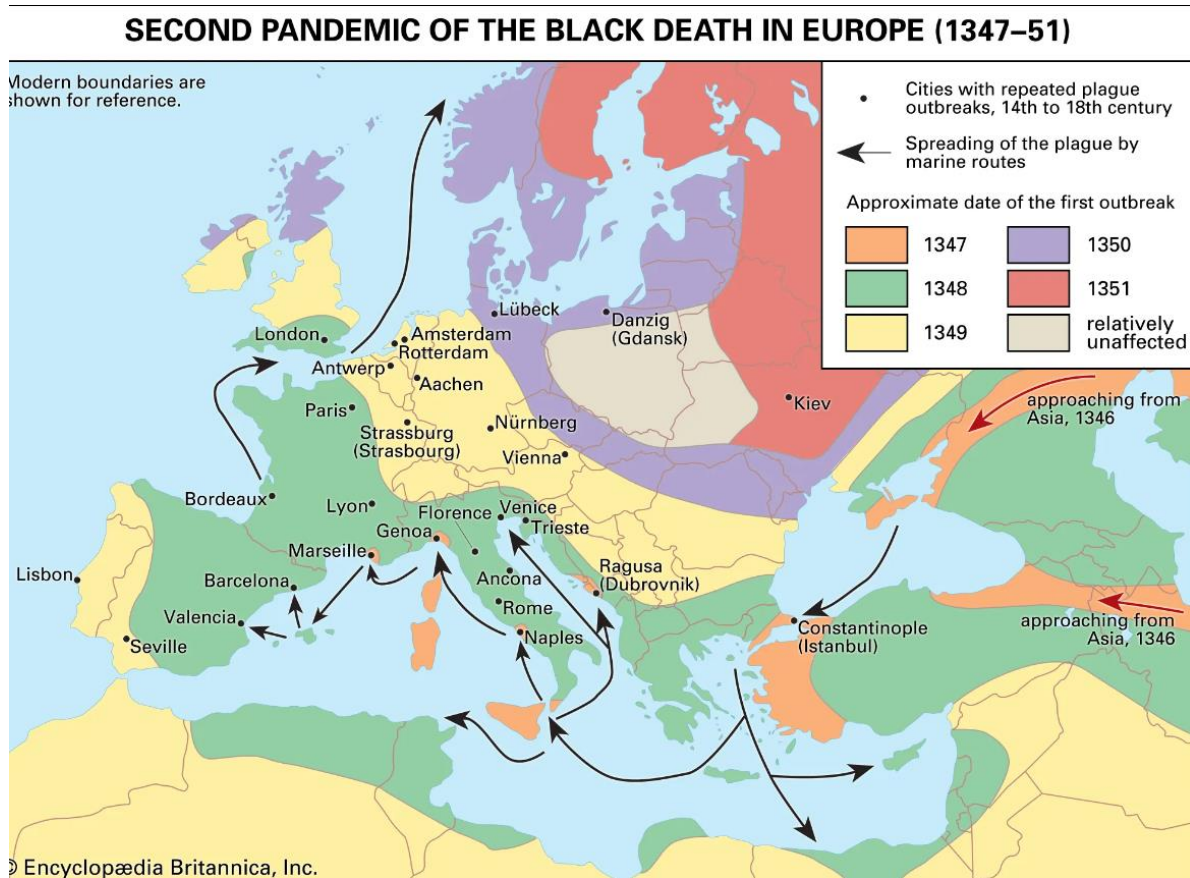 SECOND PANDEMIC OF THE BLACK DEATH IN EUROPE (1347–51)
Modern boundaries are
shown for reference.
Cities with repeated plague
outbreaks, 14th to 18th century
Spreading of the plague by
marine routes
Approximate date of the first outbreak
1347
1350
1348
1351
1349
relatively
unaffected
Lübeck
Danzig
(Gdansk)
London
Amsterdam
Rotterdam
Antwerp
Aachen
Kiev
approaching from
Asia, 1346
Paris
Strassburg
(Strasbourg)
Nürnberg
Vienna
Bordeaux
Lyon
Florence
Venice
Trieste
Genoa
Marseille
Lisbon
Barcelona
Ancona
Ragusa
(Dubrovnik)
Valencia
Rome
Seville
Naples
Constantinople
(Istanbul)
approaching from
Asia, 1346
© Encyclopædia Britannica, Inc.